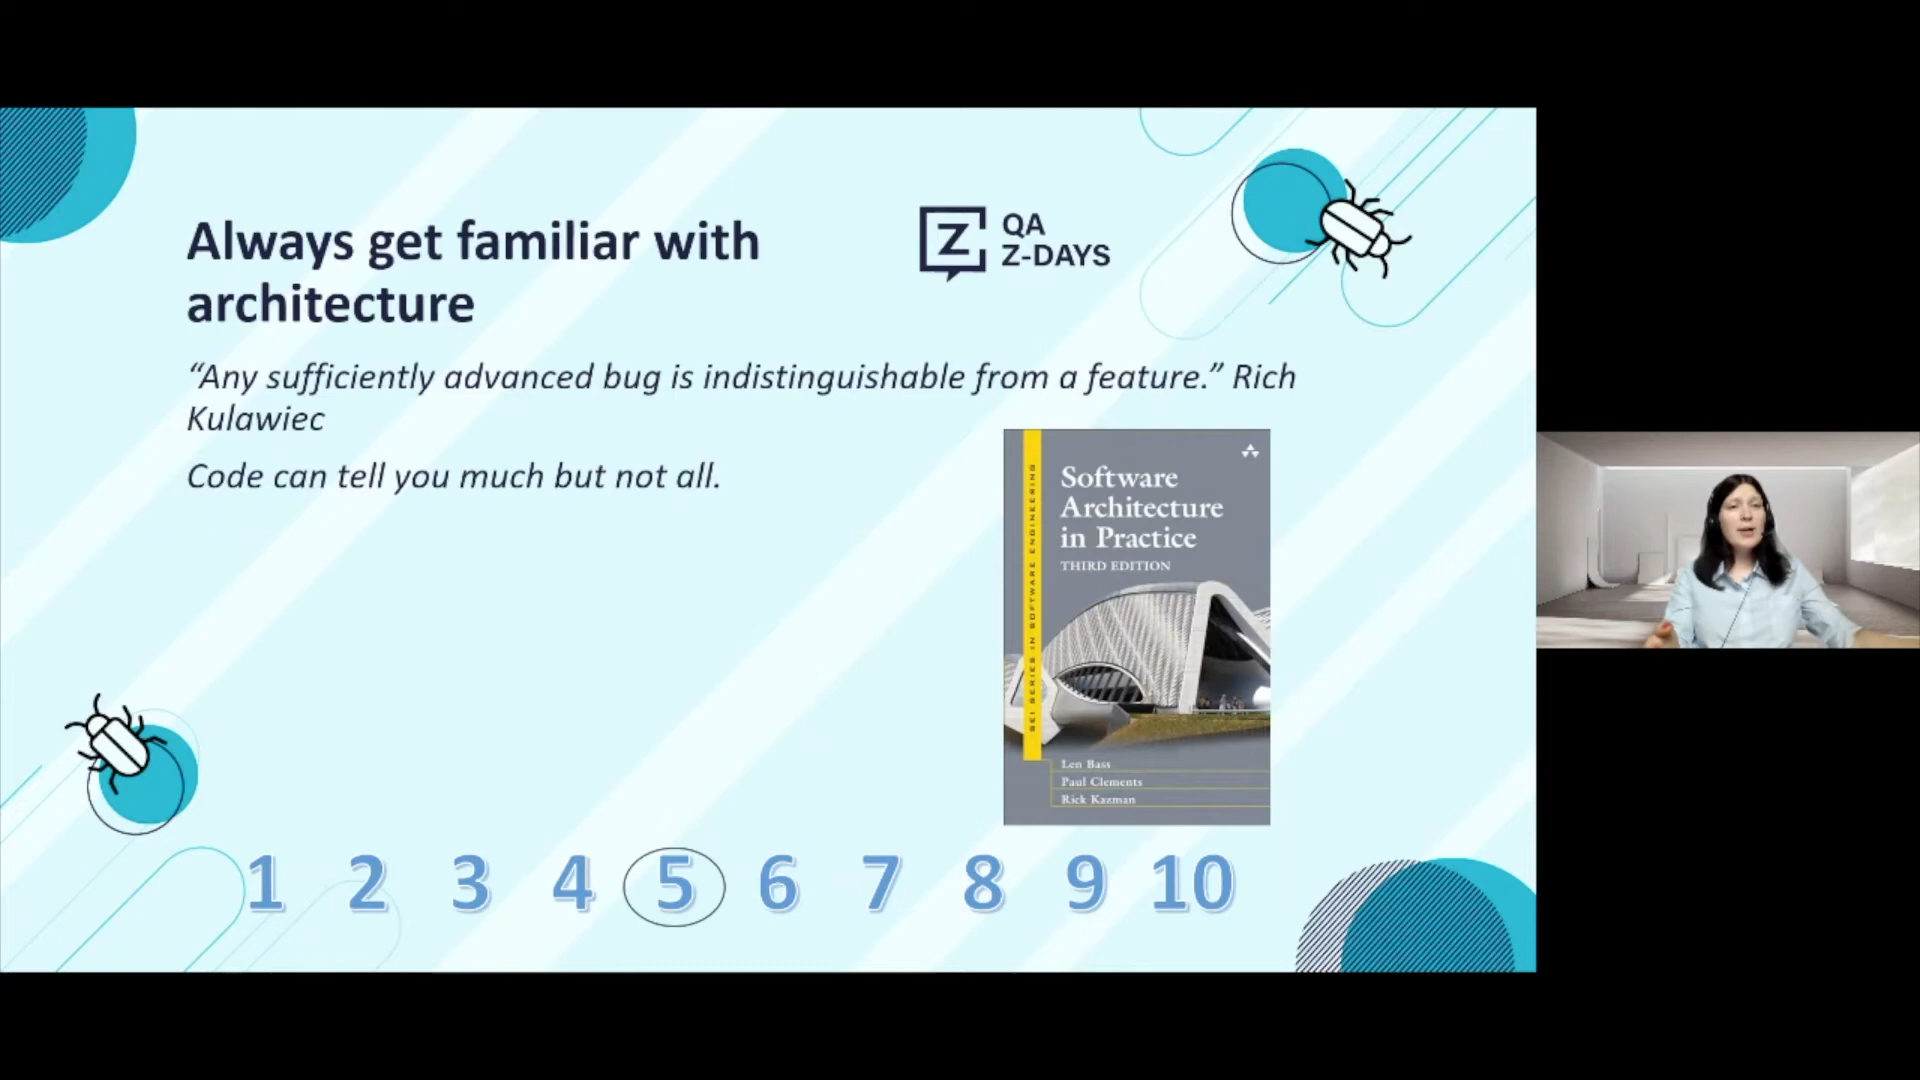 Always get familiar with
architecture
Z
QA
Z-DAYS
“Any sufficiently advanced bug is indistinguishable from a feature.” Rich
Kulawiec
Code can tell you much but not all.
SEI SERIES IN SOFTWARE ENGINEERING
Software
Architecture
in Practice
THIRD EDITION
Len Bass
Paul Clements
Rick Kazman
1 2 3 4 5 6 7 8 9 10